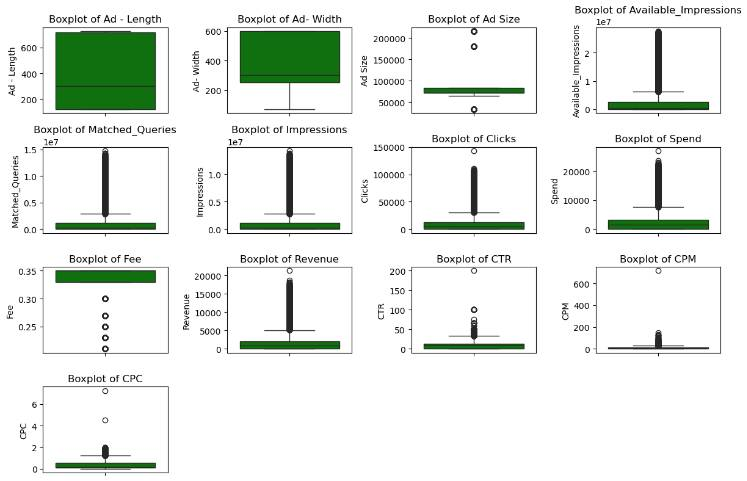 Boxplot of Ad - Length
Ad - Length
600
400
200
Boxplot of Ad- Width
Ad- Width
600
400
200
Boxplot of Ad Size
Ad Size
200000
150000
100000
50000
Boxplot of Available_Impressions
1e7
Available_Impressions
2
1
0
Boxplot of Matched_Queries
1e7
Matched_Queries
1.5
1.0
0.5
0.0
Boxplot of Impressions
1e7
Impressions
1.5
1.0
0.5
0.0
Boxplot of Clicks
Clicks
150000
100000
50000
0
Boxplot of Spend
Spend
20000
10000
0
Boxplot of Fee
Fee
0.35
0.30
0.25
Boxplot of Revenue
Revenue
20000
15000
10000
5000
0
Boxplot of CTR
CTR
200
150
100
50
0
Boxplot of CPM
CPM
600
400
200
0
Boxplot of CPC
CPC
6
4
2
0